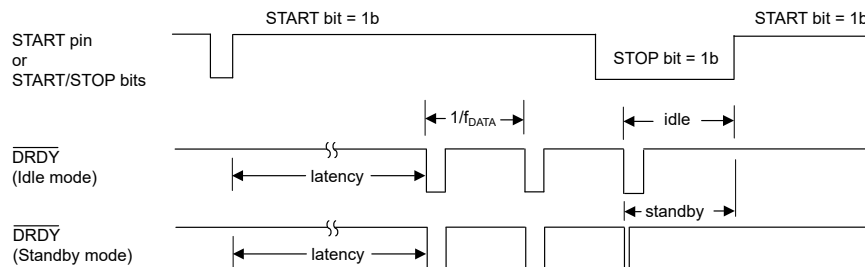 START bit = 1b
START bit = 1b
START pin
or
START/STOP bits
STOP bit = 1b
1/fDATA
idle
DRDY
(Idle mode)
latency
standby
DRDY
(Standby mode)
latency